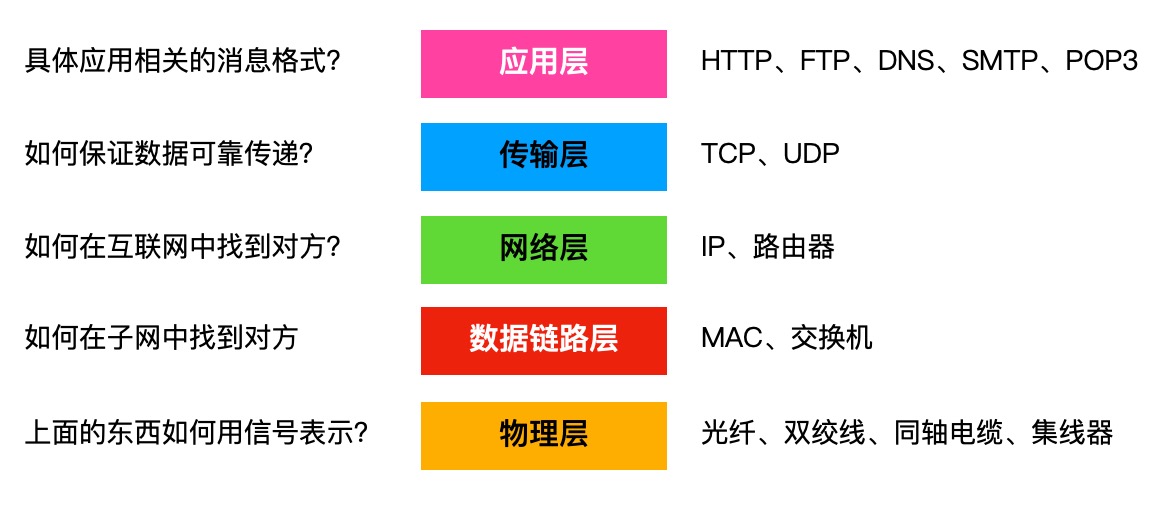 具体应用相关的消息格式? 应用层 HTTP、FTP、DNS、SMTP、POP3
如何保证数据可靠传递? 传输层 TCP、UDP
如何在互联网中找到对方? 网络层 IP、路由器
如何在子网中找到对方 数据链路层 MAC、交换机
上面的东西如何用信号表示? 物理层 光纤、双绞线、同轴电缆、集线器